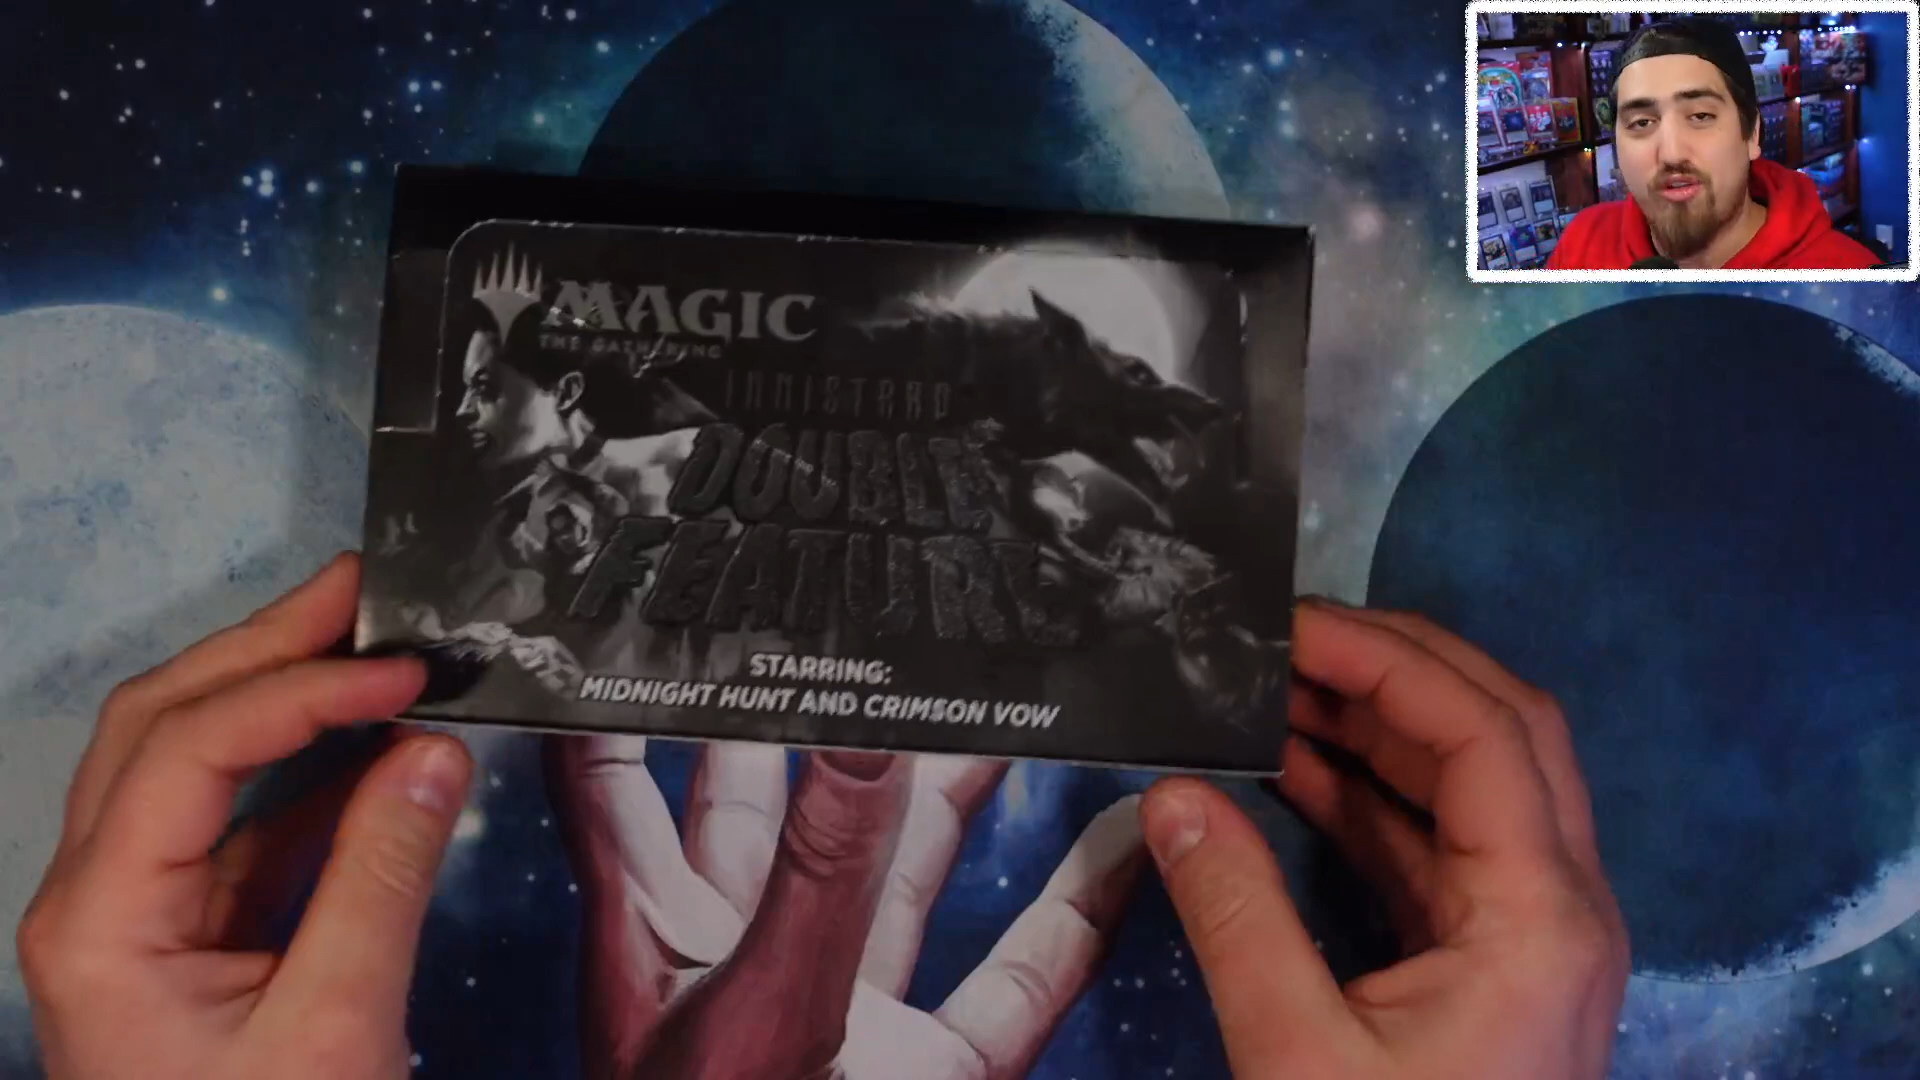 MAGIC
THE GATHERING
INNISTRAD
DOUBLE
FEATURE
STARRING:
MIDNIGHT HUNT AND CRIMSON VOW